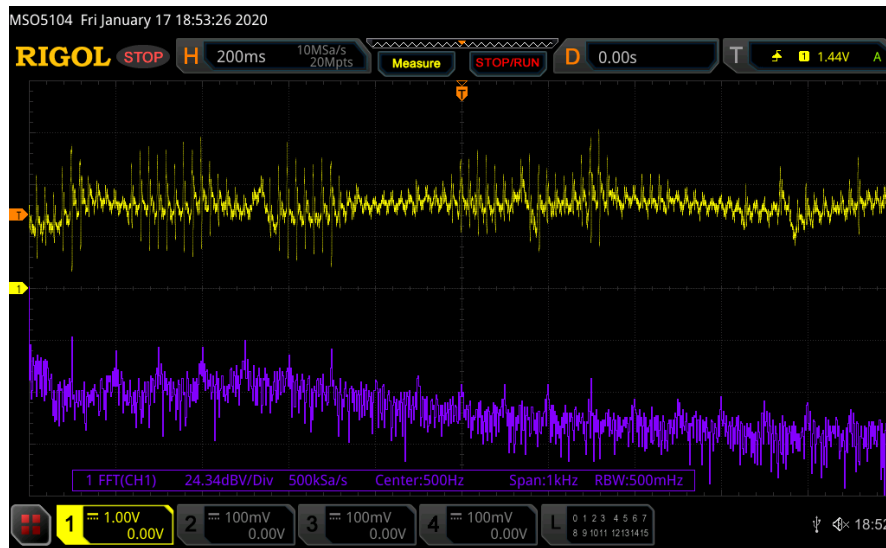 MSO5104 Fri January 17 18:53:26 2020
RIGOL STOP H 200ms 10MSa/s 20Mpts Measure STOP/RUN D 0.00s T 1 1.44V A
T
T
1
1 FFT(CH1) 24.34dBV/Div 500kSa/s Center:500Hz Span:1kHz RBW:500mHz
1 1.00V 0.00V 2 100mV 0.00V 3 100mV 0.00V 4 100mV 0.00V L 0 1 2 3 4 5 6 7 8 9 10 11 12 13 14 15 18:52